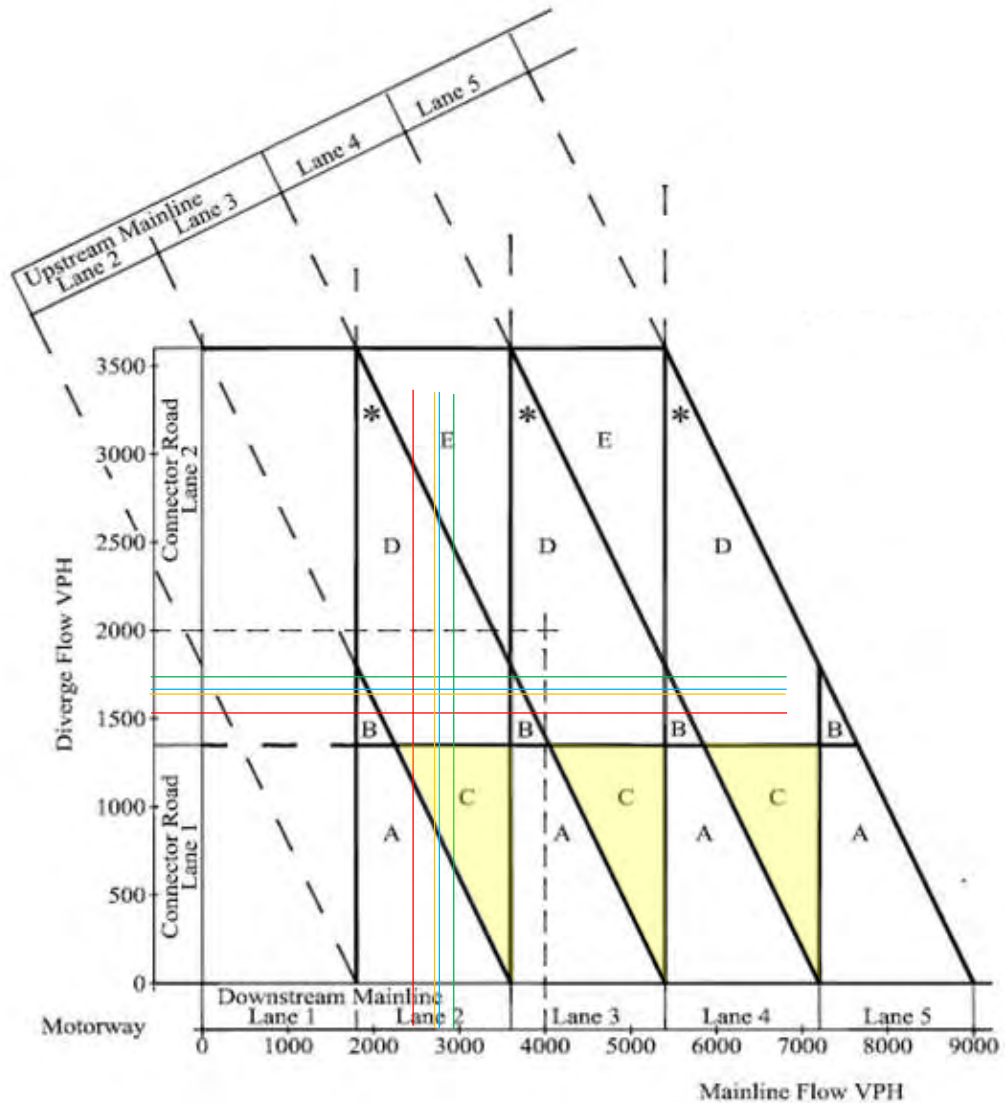 Lane 5
Lane 4
Lane 3
Upstream Mainline
Lane 2
3500
3000
2500
2000
1500
1000
500
0
Diverge Flow VPH
Connector Road
Lane 2
Connector Road
Lane 1
* * *
E E
D D D
B B B B
C C C
A A A A
Downstream Mainline
Lane 1 Lane 2 Lane 3 Lane 4 Lane 5
Motorway
0 1000 2000 3000 4000 5000 6000 7000 8000 9000
Mainline Flow VPH